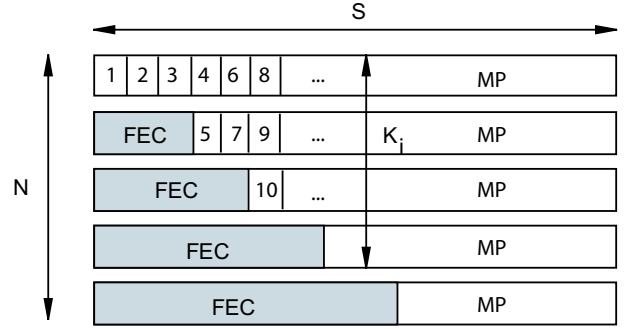 S
1 2 3 4 6 8 ... MP
FEC 5 7 9 ... Ki MP
N FEC 10 ... MP
FEC MP
FEC MP